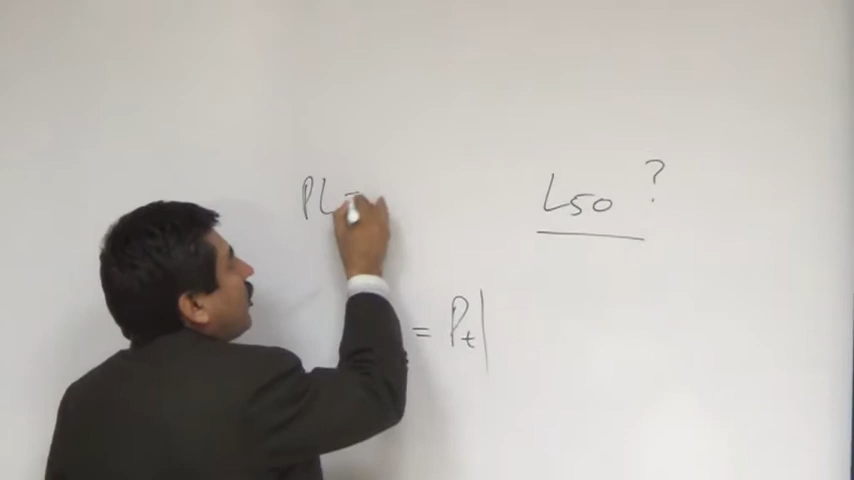 PL =
L50 ?
= Pt|